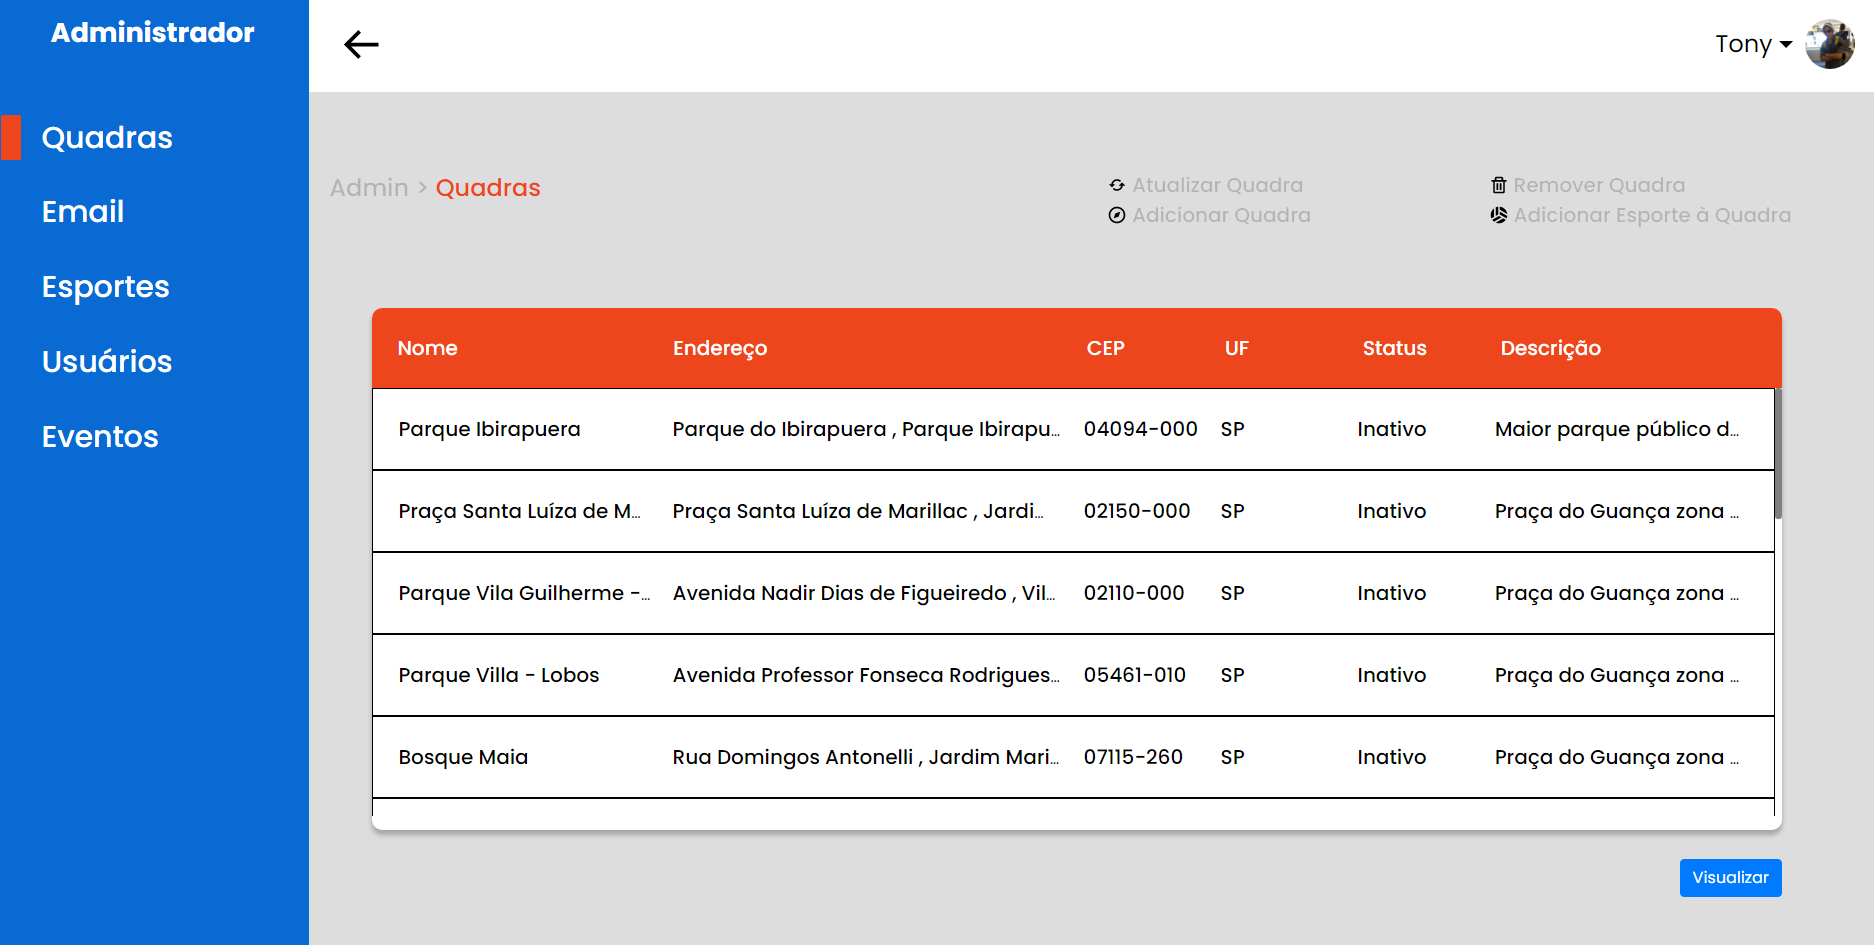 Administrador
Quadras
Email
Esportes
Usuários
Eventos
Tony
Admin > Quadras
Atualizar Quadra
Adicionar Quadra
Remover Quadra
Adicionar Esporte à Quadra
Nome Endereço CEP UF Status Descrição
Parque Ibirapuera Parque do Ibirapuera , Parque Ibirapu... 04094-000 SP Inativo Maior parque público d...
Praça Santa Luíza de M... Praça Santa Luíza de Marillac , Jardi... 02150-000 SP Inativo Praça do Guança zona ...
Parque Vila Guilherme -... Avenida Nadir Dias de Figueiredo , Vil... 02110-000 SP Inativo Praça do Guança zona ...
Parque Villa - Lobos Avenida Professor Fonseca Rodrigues... 05461-010 SP Inativo Praça do Guança zona ...
Bosque Maia Rua Domingos Antonelli , Jardim Mari... 07115-260 SP Inativo Praça do Guança zona ...
Visualizar